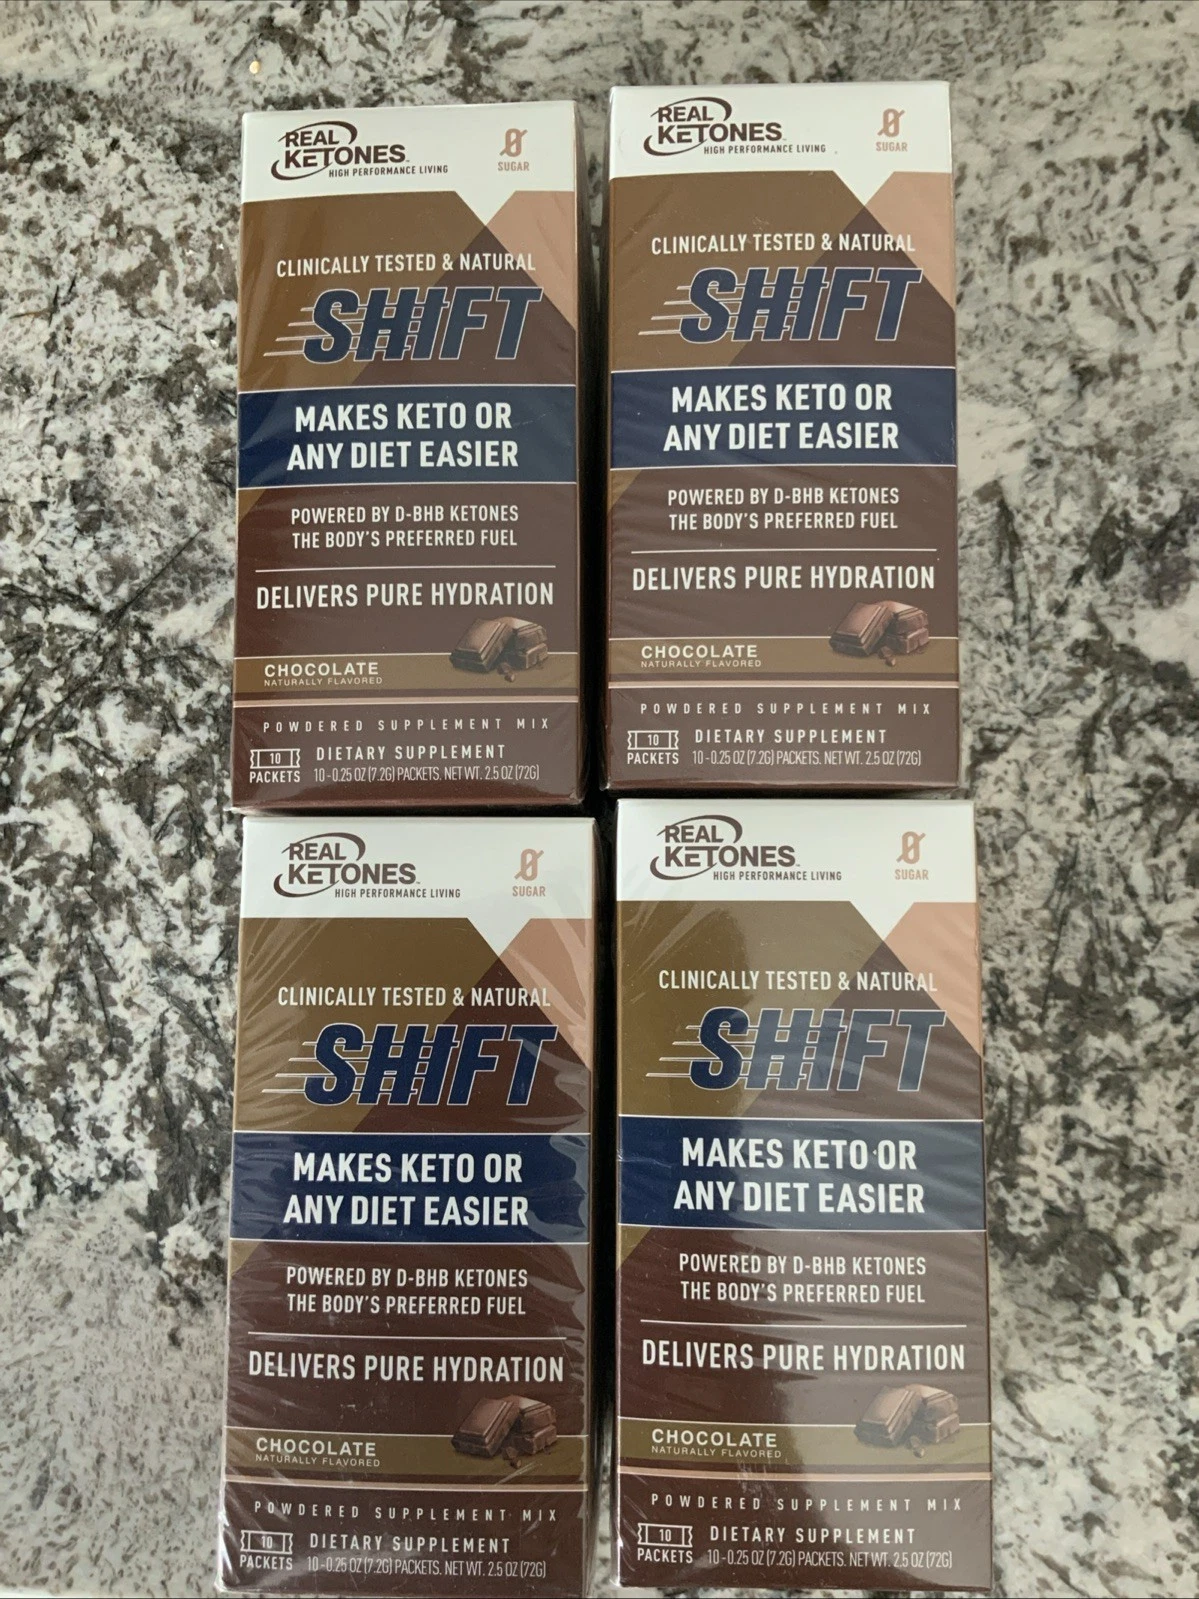 REAL
KETONES™
HIGH PERFORMANCE LIVING
0
SUGAR
CLINICALLY TESTED & NATURAL
SHIFT
MAKES KETO OR
ANY DIET EASIER
POWERED BY D-BHB KETONES
THE BODY'S PREFERRED FUEL
DELIVERS PURE HYDRATION
CHOCOLATE
NATURALLY FLAVORED
POWDERED SUPPLEMENT MIX
10
PACKETS
DIETARY SUPPLEMENT
10-0.25 OZ (7.2G) PACKETS. NET WT. 2.5 OZ (72G)
REAL
KETONES™
HIGH PERFORMANCE LIVING
0
SUGAR
CLINICALLY TESTED & NATURAL
SHIFT
MAKES KETO OR
ANY DIET EASIER
POWERED BY D-BHB KETONES
THE BODY'S PREFERRED FUEL
DELIVERS PURE HYDRATION
CHOCOLATE
NATURALLY FLAVORED
POWDERED SUPPLEMENT MIX
10
PACKETS
DIETARY SUPPLEMENT
10-0.25 OZ (7.2G) PACKETS. NET WT. 2.5 OZ (72G)
REAL
KETONES™
HIGH PERFORMANCE LIVING
0
SUGAR
CLINICALLY TESTED & NATURAL
SHIFT
MAKES KETO OR
ANY DIET EASIER
POWERED BY D-BHB KETONES
THE BODY'S PREFERRED FUEL
DELIVERS PURE HYDRATION
CHOCOLATE
NATURALLY FLAVORED
POWDERED SUPPLEMENT MIX
10
PACKETS
DIETARY SUPPLEMENT
10-0.25 OZ (7.2G) PACKETS. NET WT. 2.5 OZ (72G)
REAL
KETONES™
HIGH PERFORMANCE LIVING
0
SUGAR
CLINICALLY TESTED & NATURAL
SHIFT
MAKES KETO OR
ANY DIET EASIER
POWERED BY D-BHB KETONES
THE BODY'S PREFERRED FUEL
DELIVERS PURE HYDRATION
CHOCOLATE
NATURALLY FLAVORED
POWDERED SUPPLEMENT MIX
10
PACKETS
DIETARY SUPPLEMENT
10-0.25 OZ (7.2G) PACKETS. NET WT. 2.5 OZ (72G)